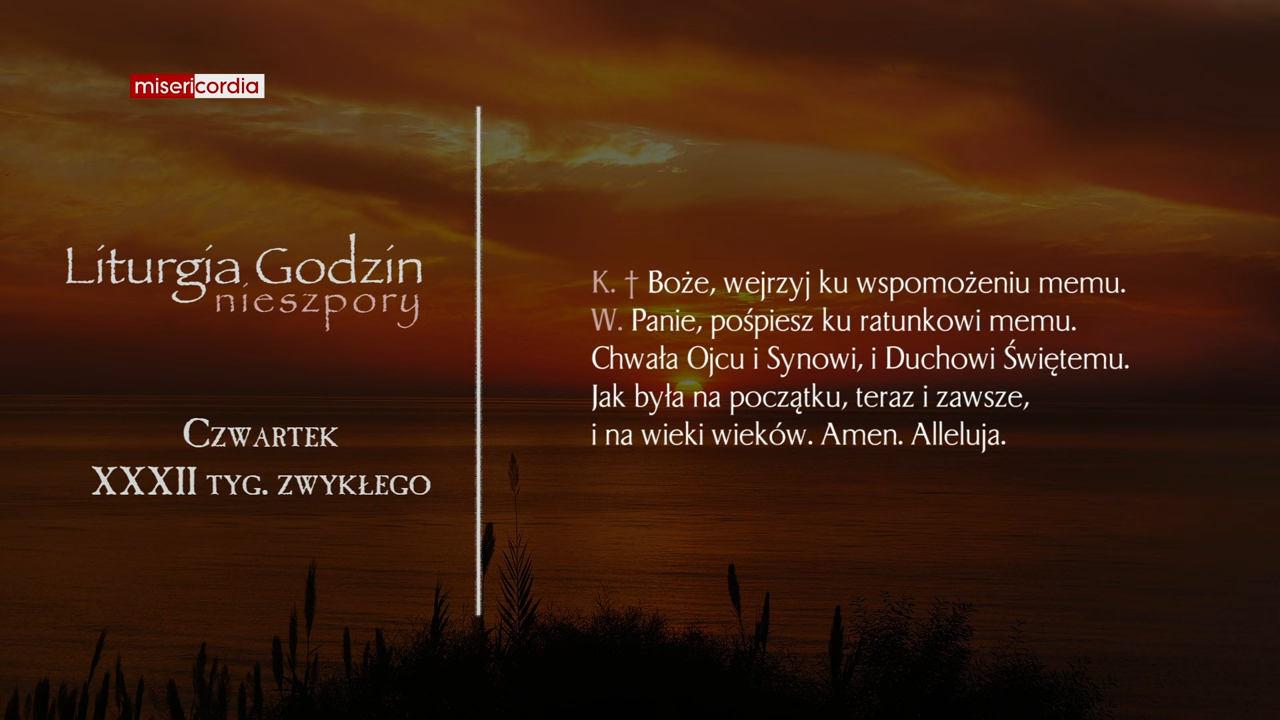 misericordia
Liturgia Godzin
nieszpory
Czwartek
XXXII tyg. zwykłego
K. † Boże, wejrzyj ku wspomożeniu memu.
W. Panie, pośpiesz ku ratunkowi memu.
Chwała Ojcu i Synowi, i Duchowi Świętemu.
Jak była na początku, teraz i zawsze,
i na wieki wieków. Amen. Alleluja.